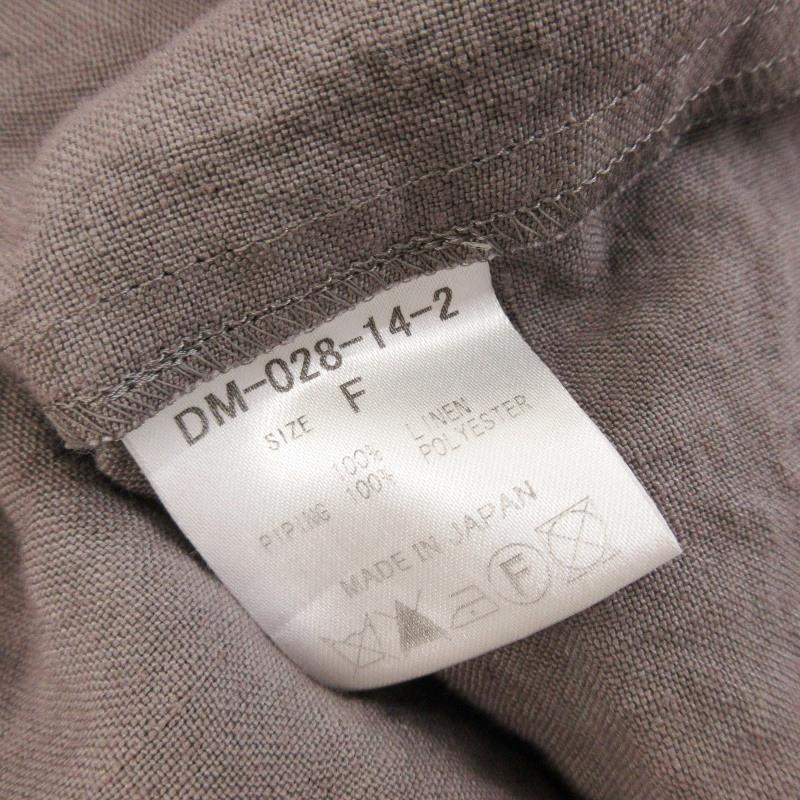 DM-028-14-2
SIZE F
100% LINEN
PIPING 100% POLYESTER
MADE IN JAPAN
F